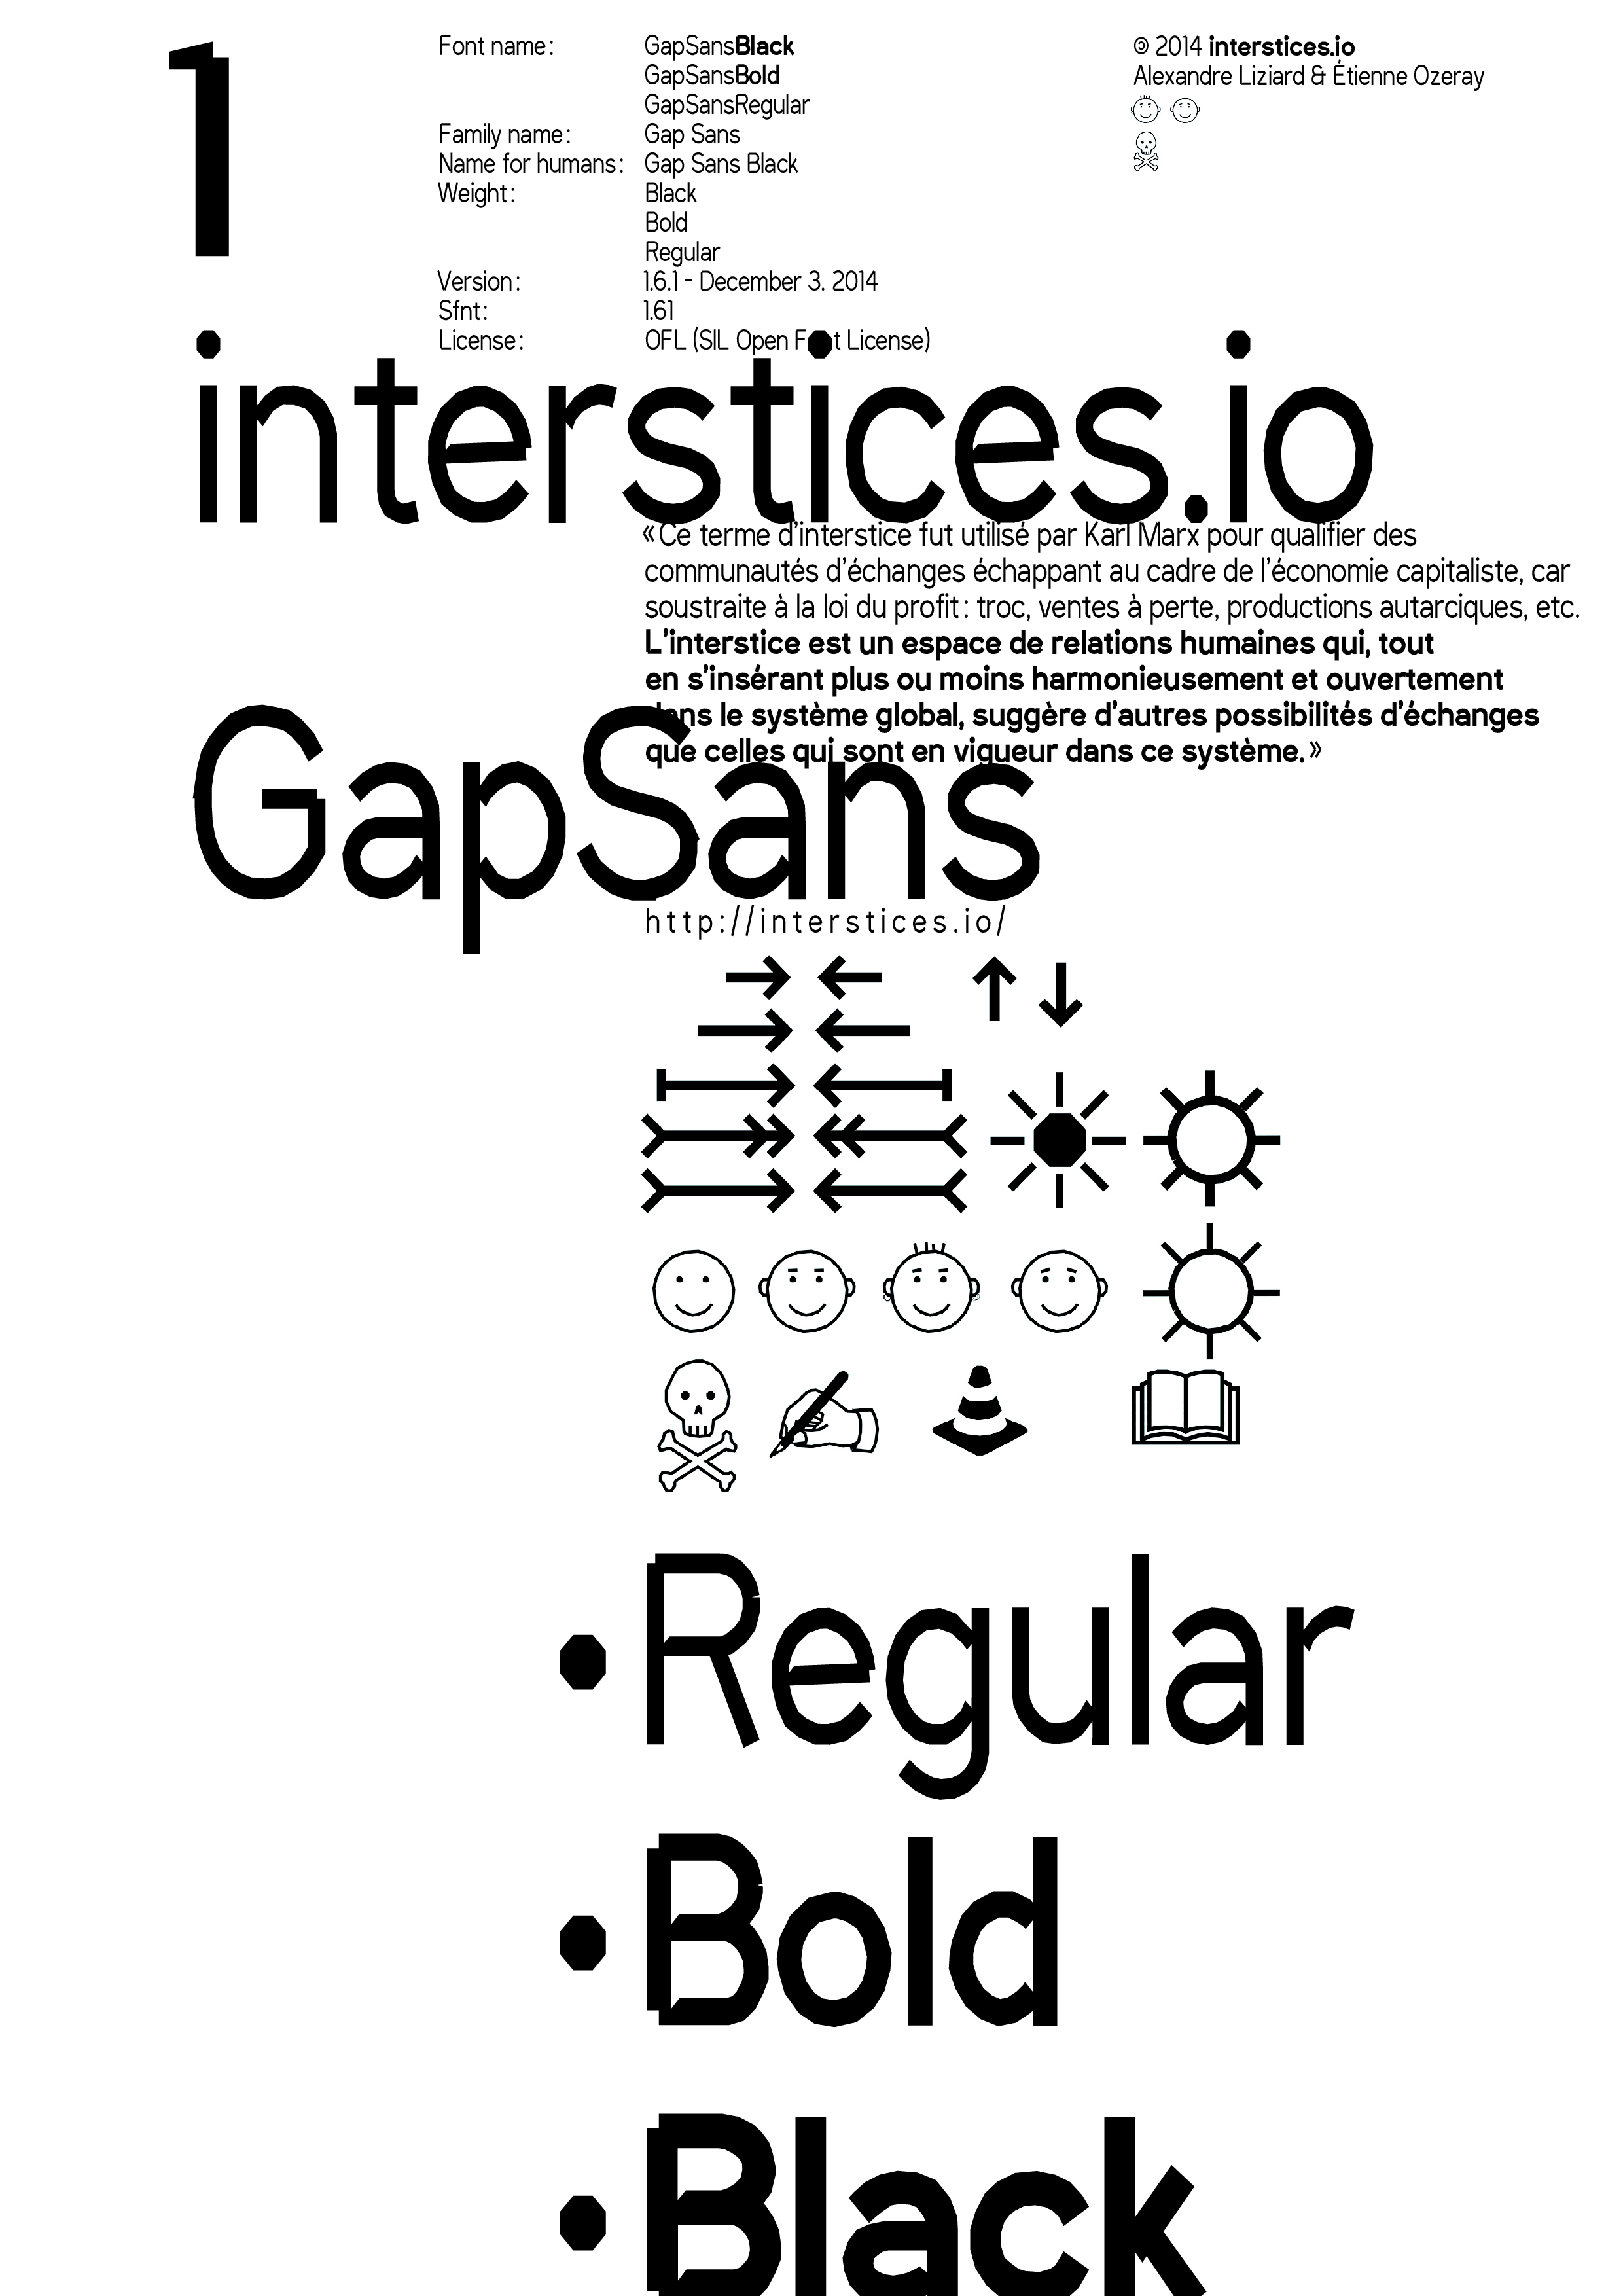 1
Font name: GapSansBlack
GapSansBold
GapSansRegular
Family name: Gap Sans
Name for humans: Gap Sans Black
Weight: Black
Bold
Regular
Version: 1.6.1 - December 3. 2014
Sfnt: 1.61
License: OFL (SIL Open Font License)
© 2014 interstices.io
Alexandre Liziard & Étienne Ozeray
interstices.io
«Ce terme d’interstice fut utilisé par Karl Marx pour qualifier des
communautés d’échanges échappant au cadre de l’économie capitaliste, car
soustraite à la loi du profit: troc, ventes à perte, productions autarciques, etc.
L’interstice est un espace de relations humaines qui, tout
en s’insérant plus ou moins harmonieusement et ouvertement
dans le système global, suggère d’autres possibilités d’échanges
que celles qui sont en vigueur dans ce système.»
GapSans
http://interstices.io/
→ ← ↑ ↓
• Regular
• Bold
• Black